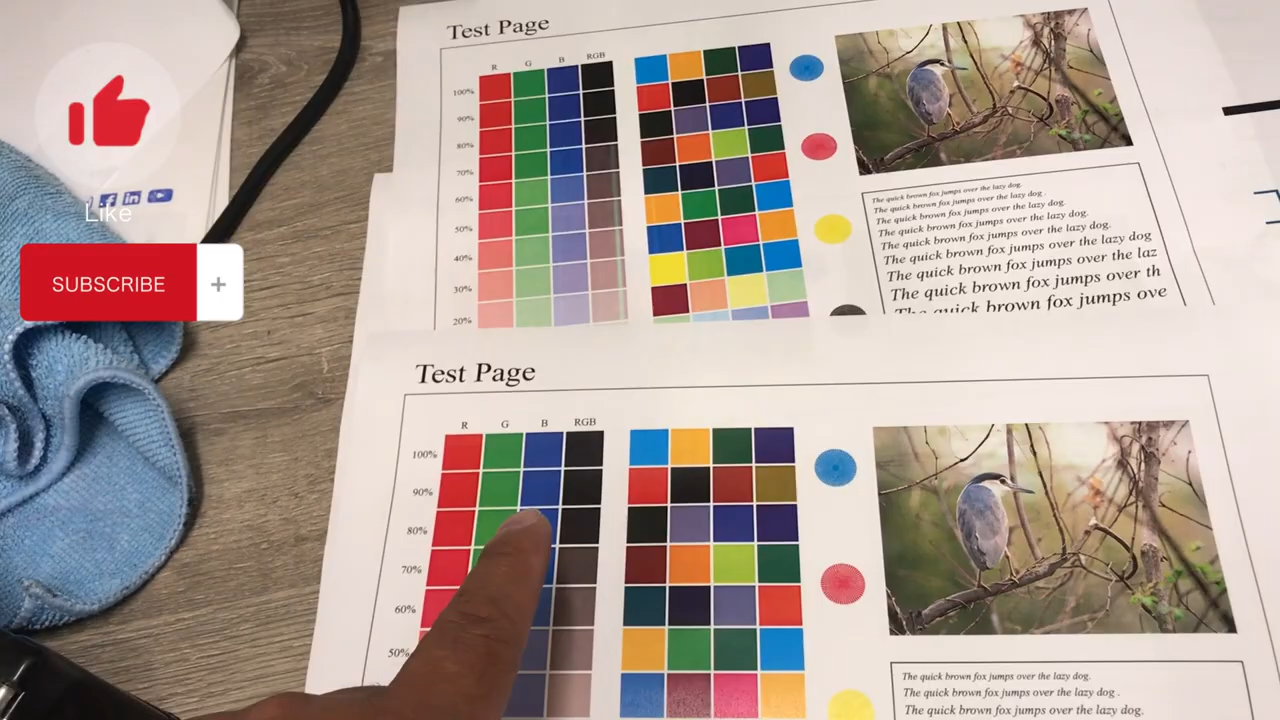 Test Page
R G B RGB
100%
90%
80%
70%
60%
50%
40%
30%
20%
The quick brown fox jumps over the lazy dog.
The quick brown fox jumps over the lazy dog .
The quick brown fox jumps over the lazy dog.
The quick brown fox jumps over the lazy dog.
The quick brown fox jumps over the lazy dog.
The quick brown fox jumps over the lazy dog
The quick brown fox jumps over the laz
The quick brown fox jumps over th
The quick brown fox jumps ove
Like
SUBSCRIBE +
Test Page
R G B RGB
100%
90%
80%
70%
60%
50%
The quick brown fox jumps over the lazy dog.
The quick brown fox jumps over the lazy dog .
The quick brown fox jumps over the lazy dog.